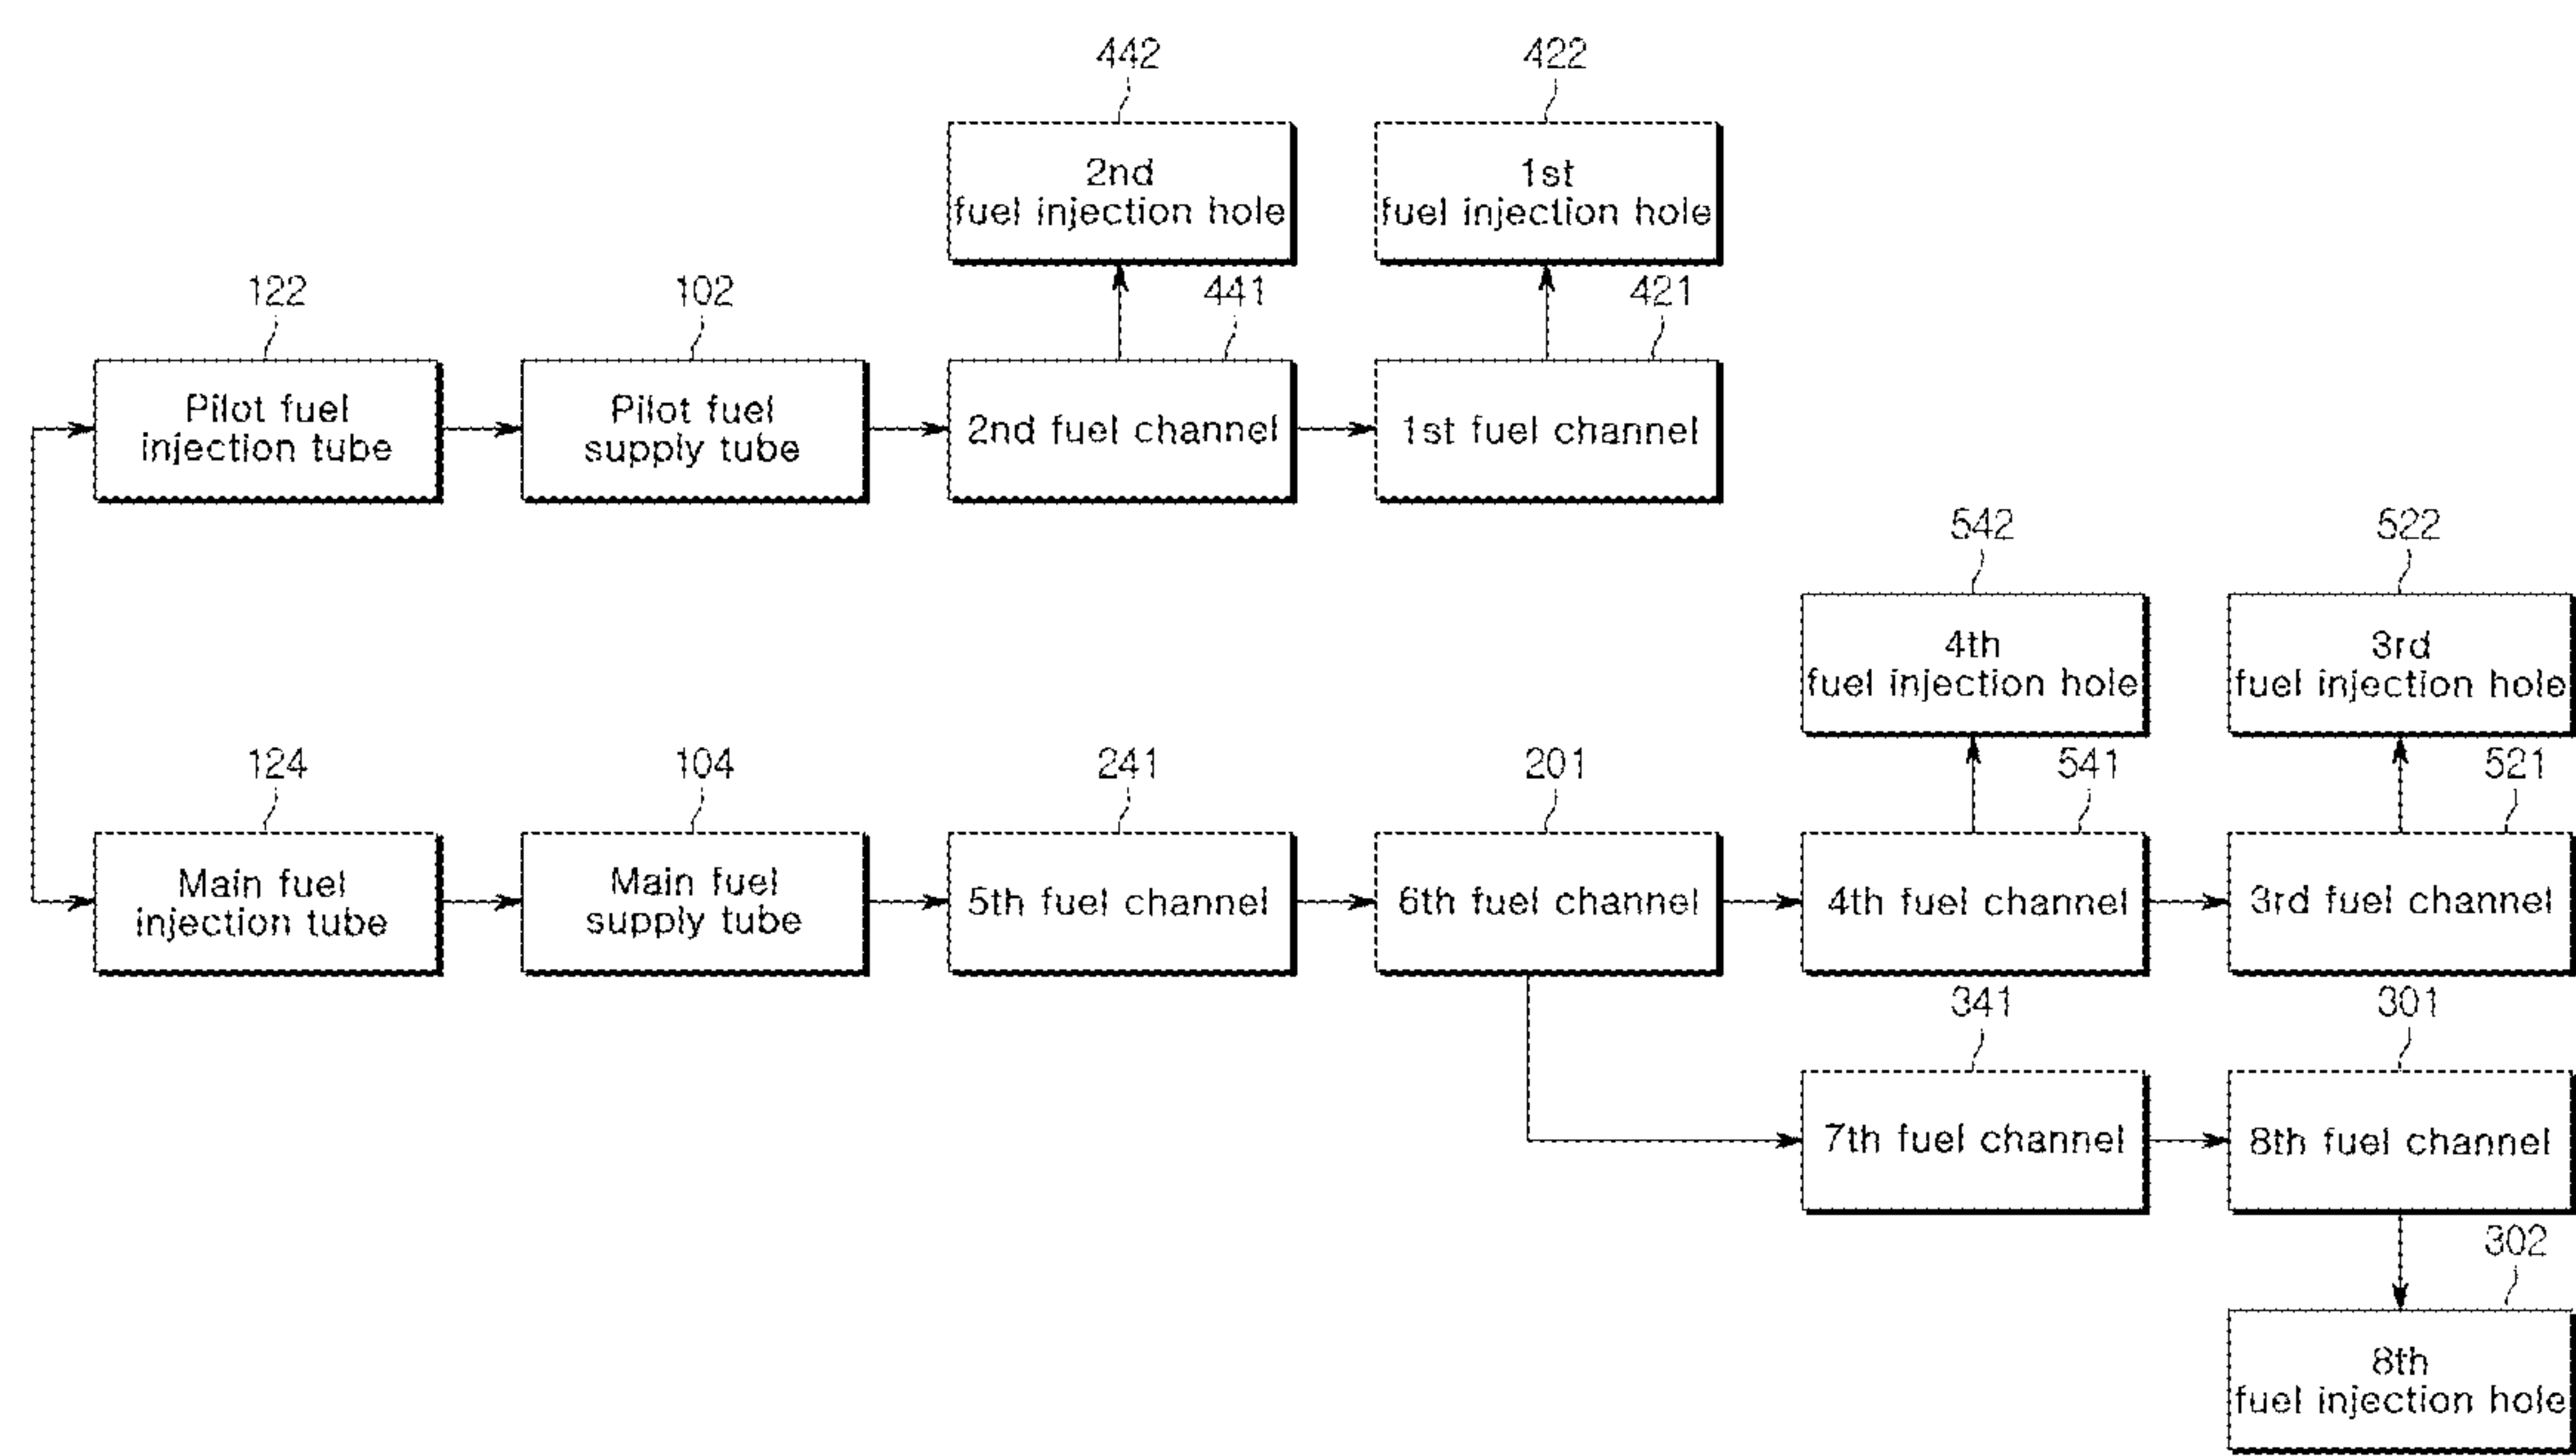 442
422
2nd
fuel injection hole
1st
fuel injection hole
122
102
441
421
Pilot fuel
injection tube
Pilot fuel
supply tube
2nd fuel channel
1st fuel channel
542
522
4th
fuel injection hole
3rd
fuel injection hole
124
104
241
201
541
521
Main fuel
injection tube
Main fuel
supply tube
5th fuel channel
6th fuel channel
4th fuel channel
3rd fuel channel
341
301
7th fuel channel
8th fuel channel
302
8th
fuel injection hole